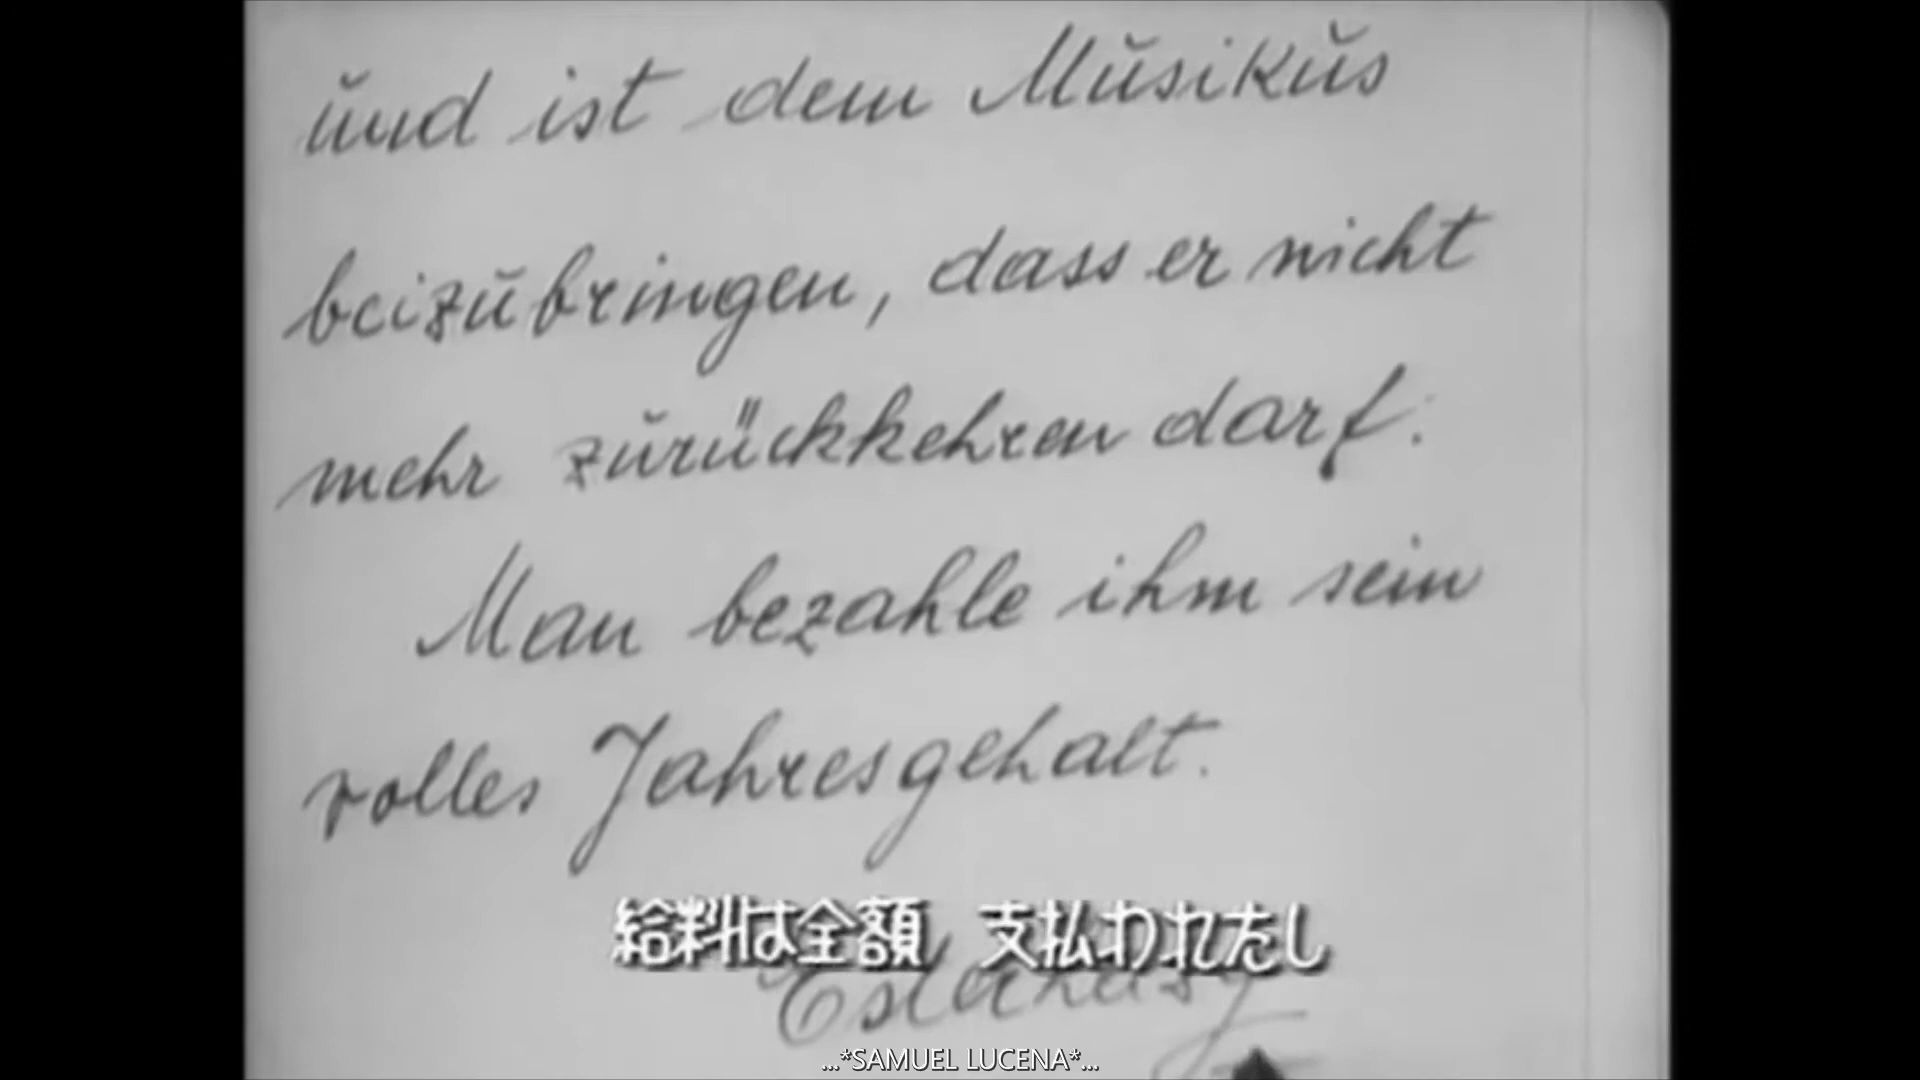 und ist dem Musikus
beizubringen, dass er nicht
mehr zurückkehren darf.
Man bezahle ihm sein
volles Jahresgehalt.
給料は全額 支払われたし
...*SAMUEL LUCENA*...